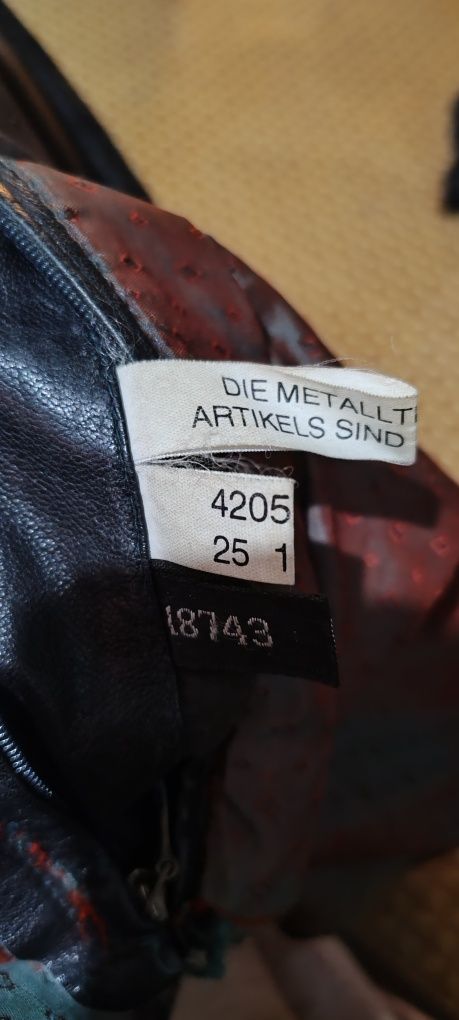 DIE METALLT
ARTIKELS SIND
4205
25 1
18743